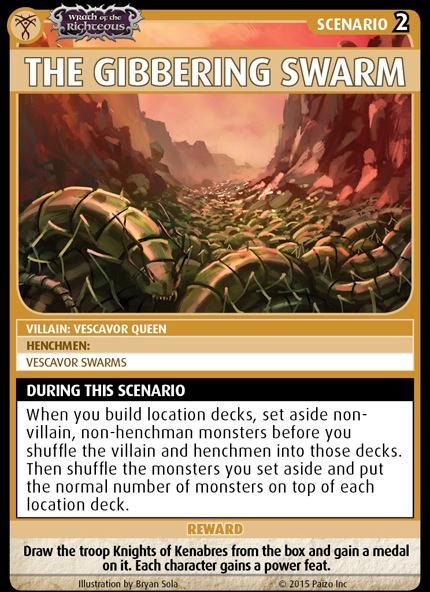 Wrath of the
Righteous
SCENARIO 2
THE GIBBERING SWARM
VILLAIN: VESCAVOR QUEEN
HENCHMEN:
VESCAVOR SWARMS
DURING THIS SCENARIO
When you build location decks, set aside non-
villain, non-henchman monsters before you
shuffle the villain and henchmen into those decks.
Then shuffle the monsters you set aside and put
the normal number of monsters on top of each
location deck.
REWARD
Draw the troop Knights of Kenabres from the box and gain a medal
on it. Each character gains a power feat.
Illustration by Bryan Sola © 2015 Paizo Inc